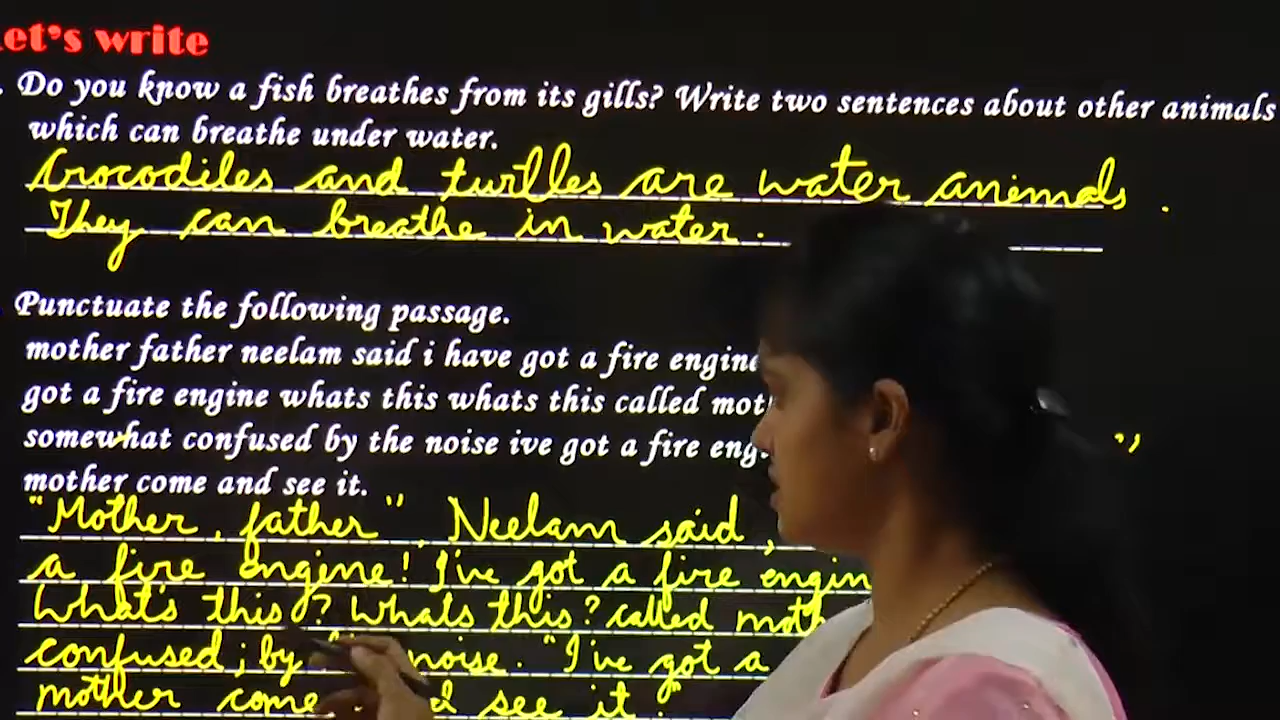 et's write
Do you know a fish breathes from its gills? Write two sentences about other animals
which can breathe under water.
Crocodiles and turtles are water animals.
They can breathe in water.
Punctuate the following passage.
mother father neelam said i have got a fire engine
got a fire engine whats this whats this called
somewhat confused by the noise ive got a fire
mother come and see it.
"Mother, father", Neelam said,
a fire engine! I've got a fire
What's this? Whats this? called
confused; by noise. "I've got a "
mother come see it."